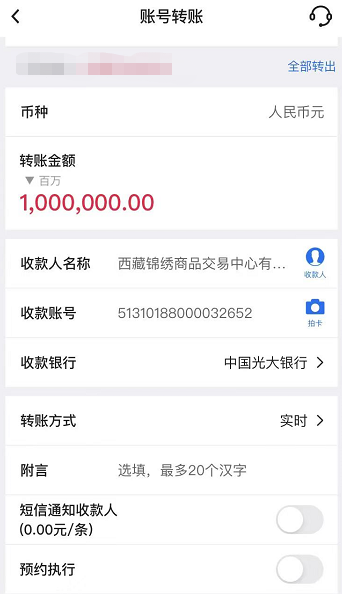 账号转账
全部转出
币种 人民币元
转账金额
▼ 百万
1,000,000.00
收款人名称 西藏锦绣商品交易中心有... 收款人
收款账号 51310188000032652 拍卡
收款银行 中国光大银行
转账方式 实时
附言 选填，最多20个汉字
短信通知收款人
(0.00元/条)
预约执行